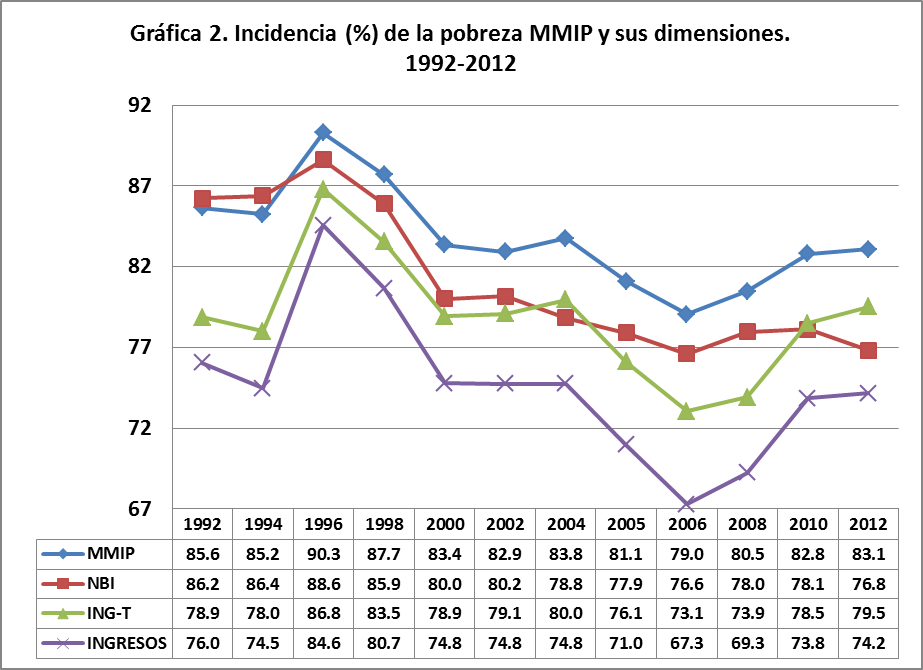 Gráfica 2. Incidencia (%) de la pobreza MMIP y sus dimensiones.
1992-2012
92
87
82
77
72
67
1992 1994 1996 1998 2000 2002 2004 2005 2006 2008 2010 2012
MMIP 85.6 85.2 90.3 87.7 83.4 82.9 83.8 81.1 79.0 80.5 82.8 83.1
NBI 86.2 86.4 88.6 85.9 80.0 80.2 78.8 77.9 76.6 78.0 78.1 76.8
ING-T 78.9 78.0 86.8 83.5 78.9 79.1 80.0 76.1 73.1 73.9 78.5 79.5
INGRESOS 76.0 74.5 84.6 80.7 74.8 74.8 74.8 71.0 67.3 69.3 73.8 74.2